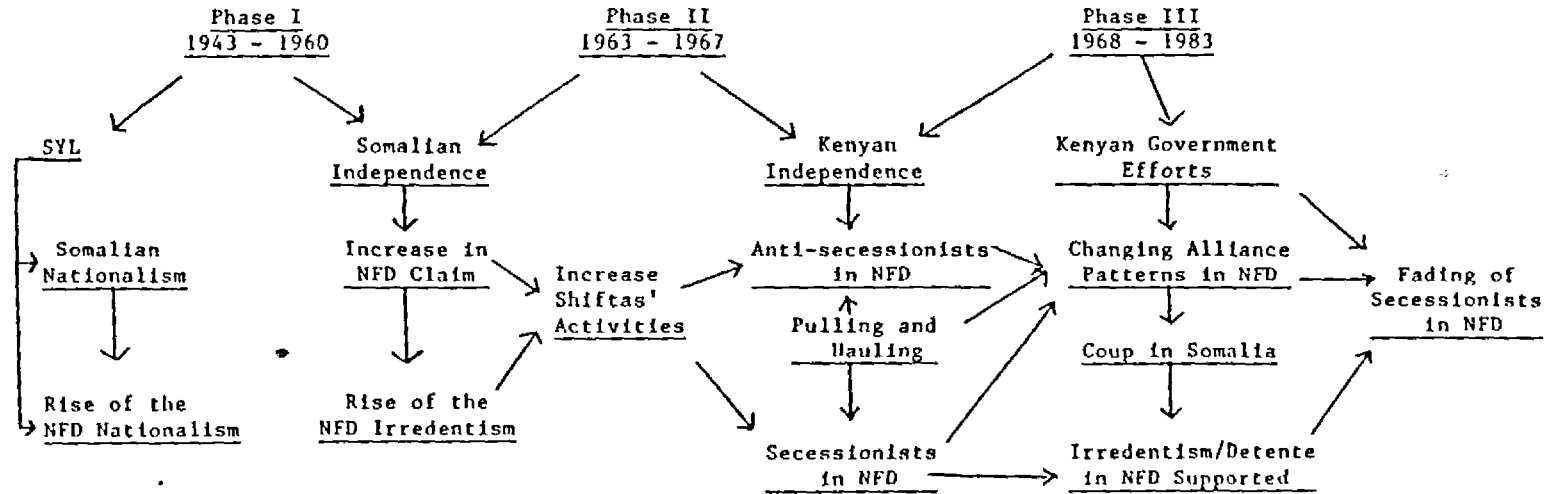 Phase I
1943 - 1960
Phase II
1963 - 1967
Phase III
1968 - 1983
SYL
Somalian
Independence
Kenyan
Independence
Kenyan Government
Efforts
Somalian
Nationalism
Increase in
NFD Claim
Increase
Shiftas'
Activities
Anti-secessionists
in NFD
Changing Alliance
Patterns in NFD
Fading of
Secessionists
in NFD
Pulling and
Hauling
Coup in Somalia
Rise of the
NFD Nationalism
Rise of the
NFD Irredentism
Secessionists
in NFD
Irredentism/Detente
in NFD Supported